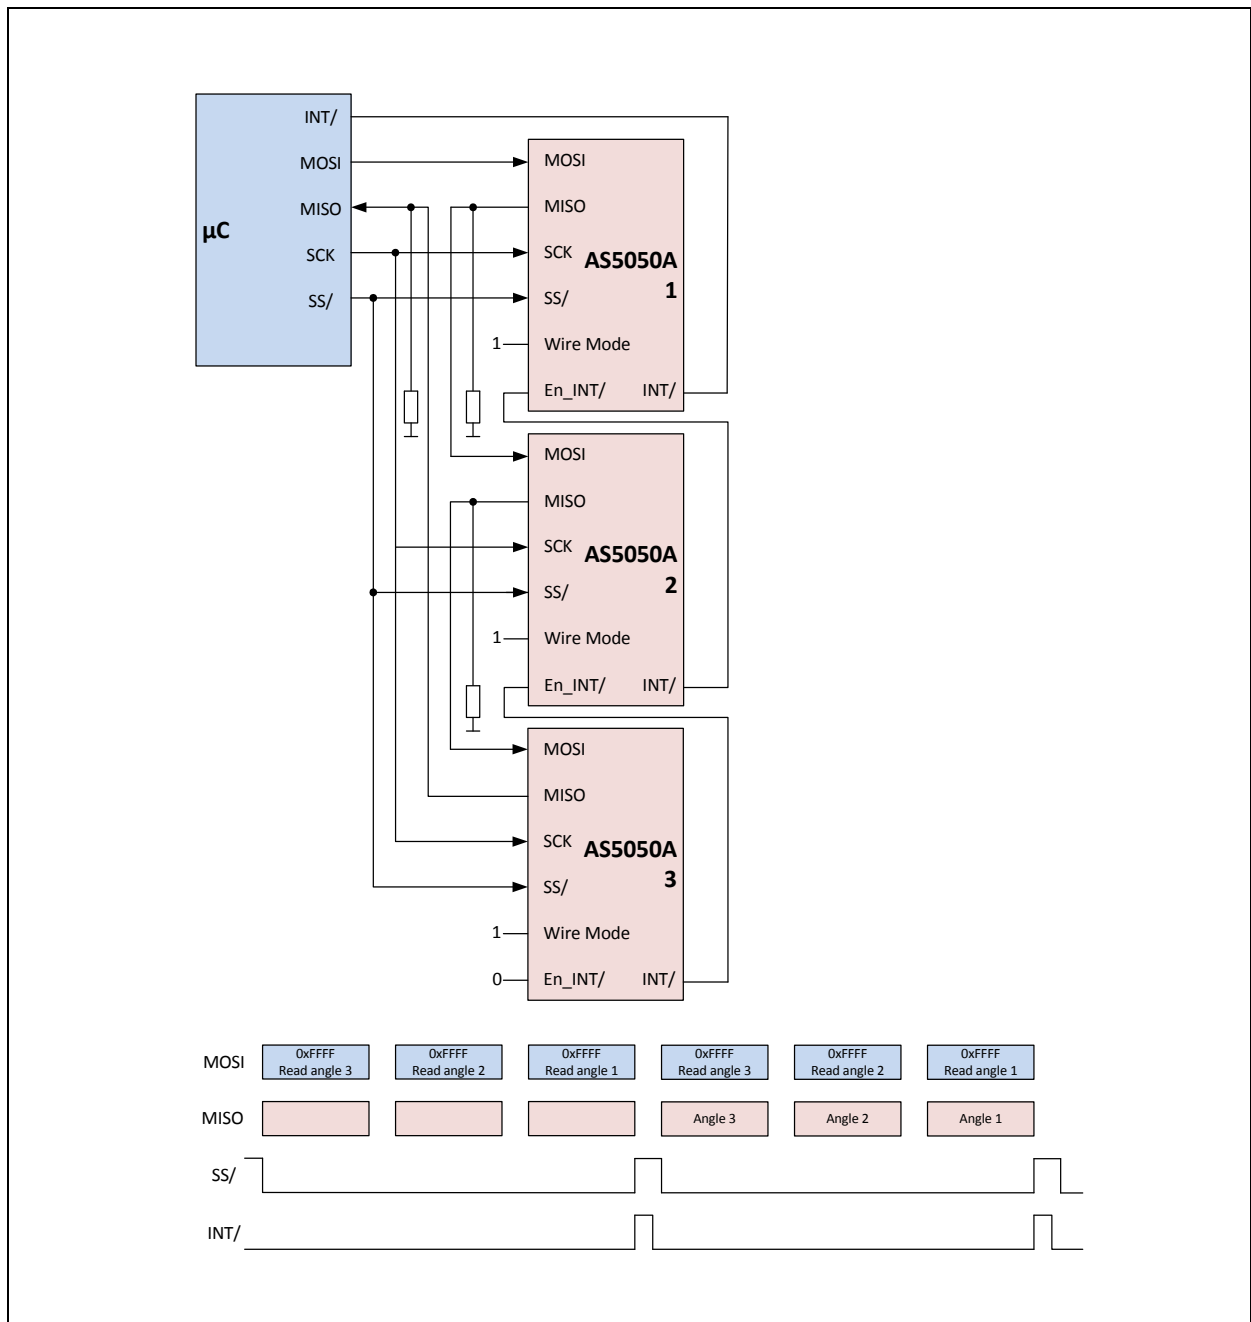 INT/
MOSI
MISO
µC
SCK
SS/
MOSI
MISO
SCK
AS5050A
1
SS/
1
Wire Mode
En_INT/ INT/
MOSI
MISO
SCK
AS5050A
2
SS/
1
Wire Mode
En_INT/ INT/
MOSI
MISO
SCK
AS5050A
3
SS/
1
Wire Mode
0
En_INT/ INT/
MOSI
0xFFFF
Read angle 3
0xFFFF
Read angle 2
0xFFFF
Read angle 1
0xFFFF
Read angle 3
0xFFFF
Read angle 2
0xFFFF
Read angle 1
MISO
Angle 3
Angle 2
Angle 1
SS/
INT/